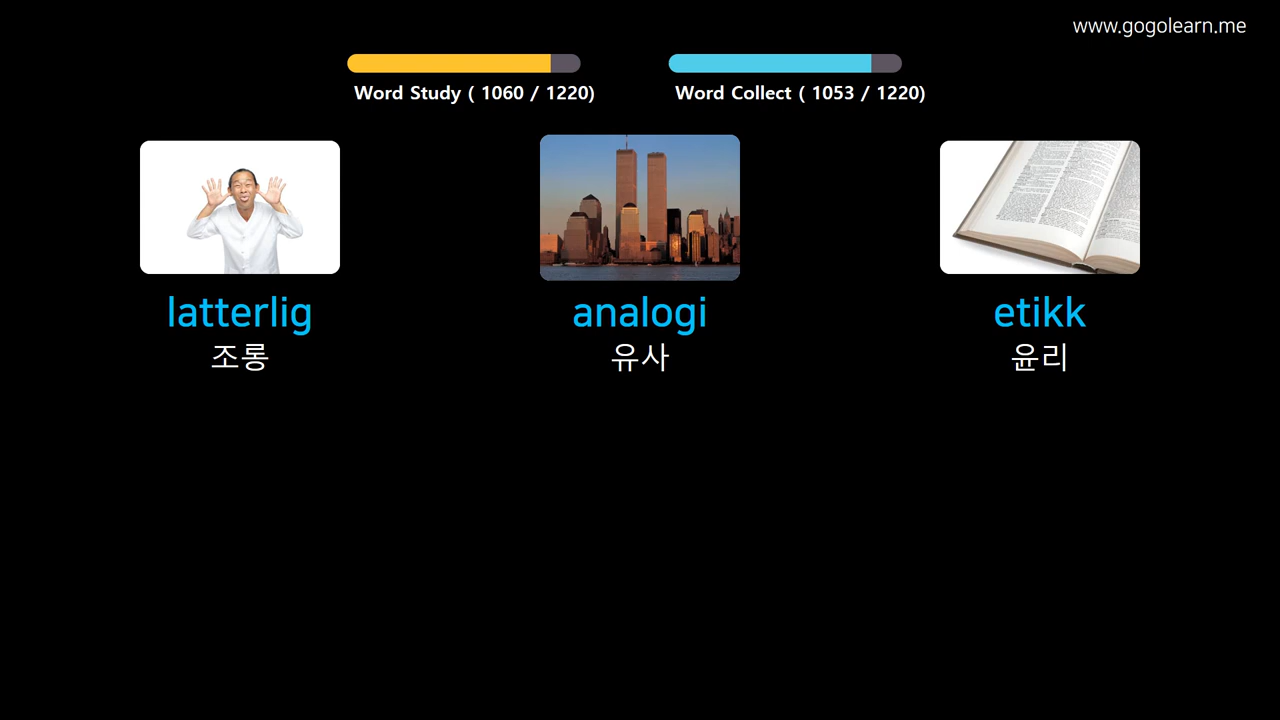 www.gogolearn.me
Word Study ( 1060 / 1220)
Word Collect ( 1053 / 1220)
latterlig
조롱
analogi
유사
etikk
윤리